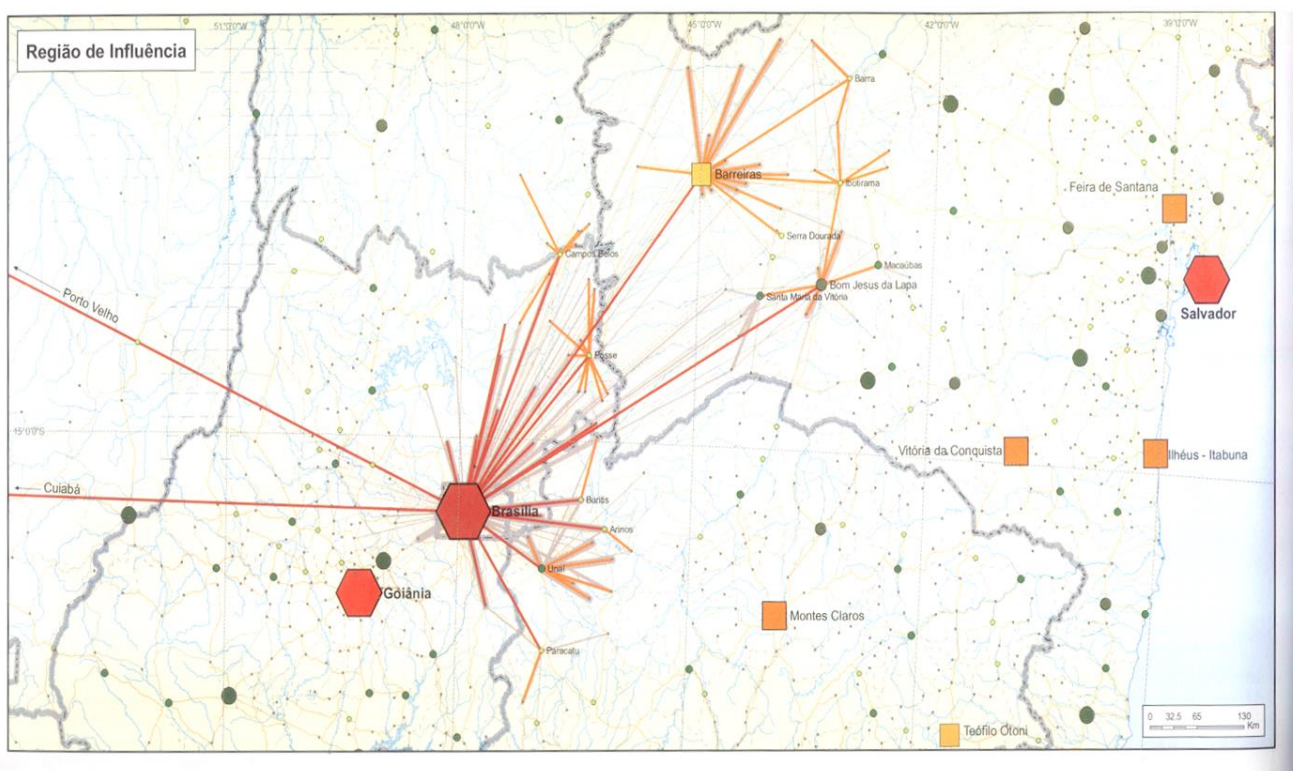 51°0'0"W
48°0'0"W
45°0'0"W
42°0'0"W
39°0'0"W
Região de Influência
Barra
Barreiras
Ibotirama
Feira de Santana
Serra Dourada
Campos Belos
Macaúbas
Bom Jesus da Lapa
Santa Maria da Vitória
Porto Velho
Salvador
Posse
15°0'0"S
Vitória da Conquista
Ilhéus - Itabuna
Cuiabá
Buritis
Brasília
Arinos
Unaí
Goiânia
Montes Claros
Paracatu
0 32.5 65 130
Km
Teófilo Otoni